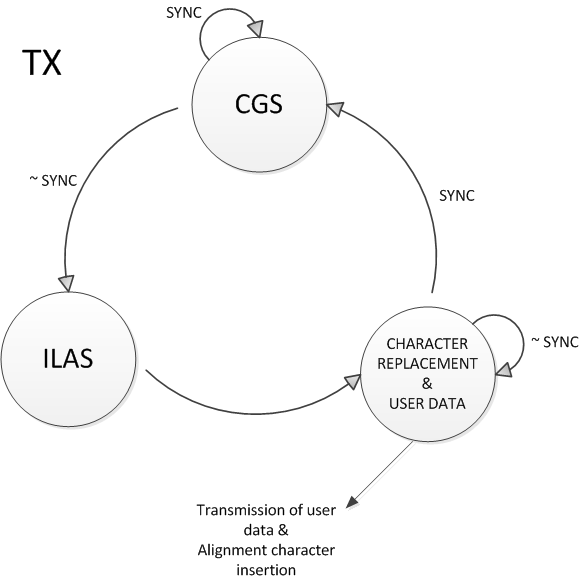 SYNC
TX
CGS
~ SYNC
SYNC
ILAS
CHARACTER
REPLACEMENT
&
USER DATA
~ SYNC
Transmission of user
data &
Alignment character
insertion